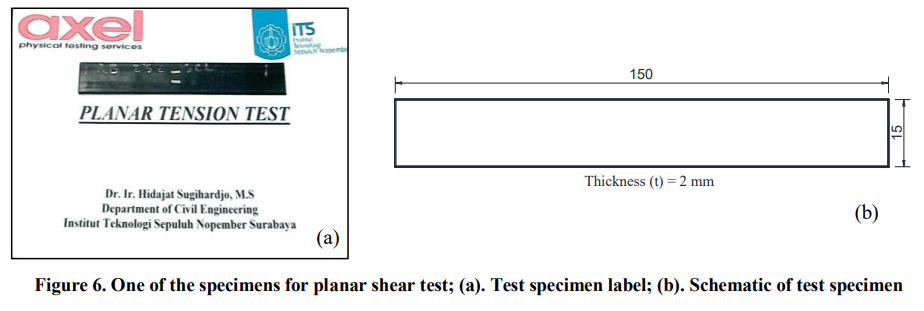 axel
physical testing services
ITS
Institut
Teknologi
Sepuluh Nopember
PLANAR TENSION TEST
Dr. Ir. Hidajat Sugihardjo, M.S
Department of Civil Engineering
Institut Teknologi Sepuluh Nopember Surabaya
(a)
150
15
Thickness (t) = 2 mm
(b)
Figure 6. One of the specimens for planar shear test; (a). Test specimen label; (b). Schematic of test specimen